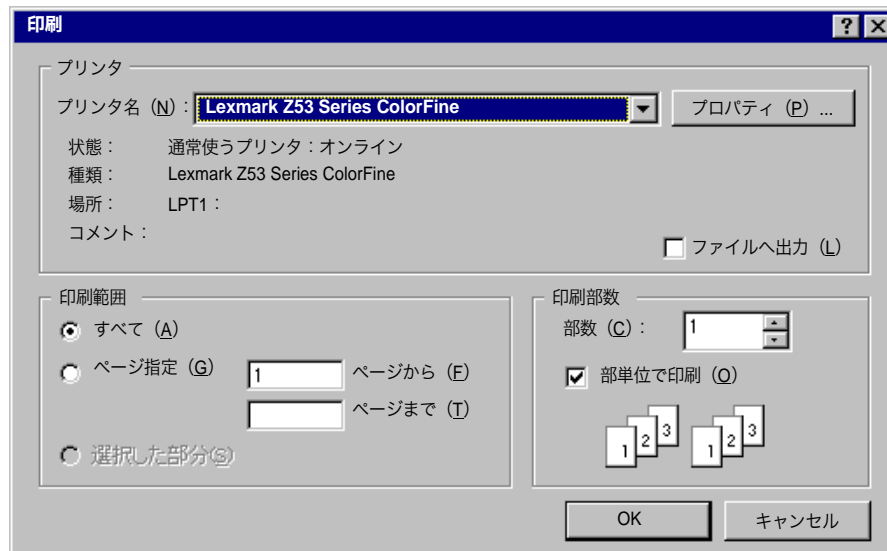 印刷
プリンタ
プリンタ名 (N)： Lexmark Z53 Series ColorFine プロパティ (P) ...
状態： 通常使うプリンタ：オンライン
種類： Lexmark Z53 Series ColorFine
場所： LPT1：
コメント：
ファイルへ出力 (L)
印刷範囲
すべて (A)
ページ指定 (G) 1 ページから (F)
ページまで (T)
選択した部分(S)
印刷部数
部数 (C)： 1
部単位で印刷 (O)
1 2 3 1 2 3
OK キャンセル